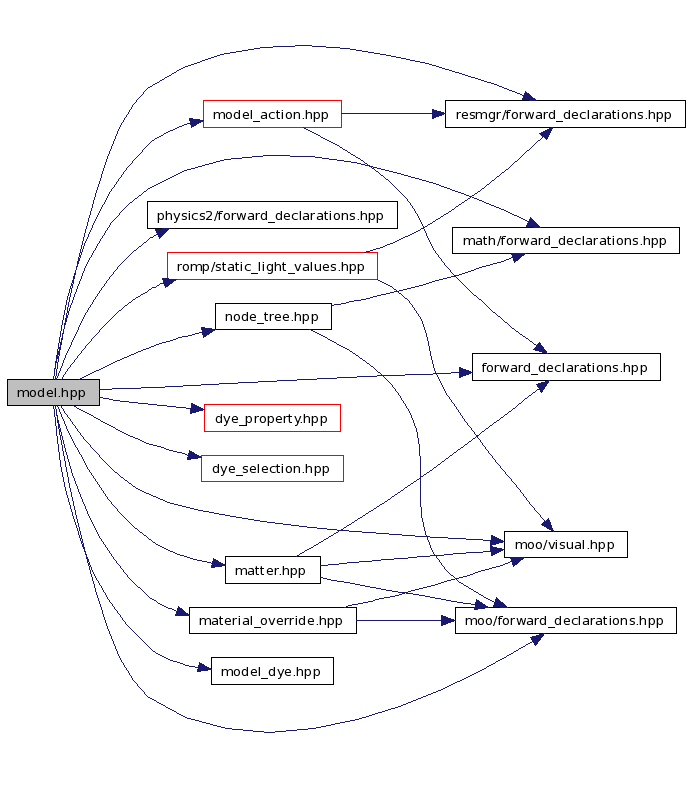 model_action.hpp
resmgr/forward_declarations.hpp
physics2/forward_declarations.hpp
math/forward_declarations.hpp
romp/static_light_values.hpp
node_tree.hpp
forward_declarations.hpp
model.hpp
dye_property.hpp
dye_selection.hpp
moo/visual.hpp
matter.hpp
material_override.hpp
moo/forward_declarations.hpp
model_dye.hpp